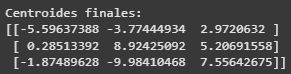 Centroides finales:
[[-5.59637388 -3.77444934 2.9720632 ]
[ 0.28513392 8.92425092 5.20691558]
[-1.87489628 -9.98410468 7.55642675]]